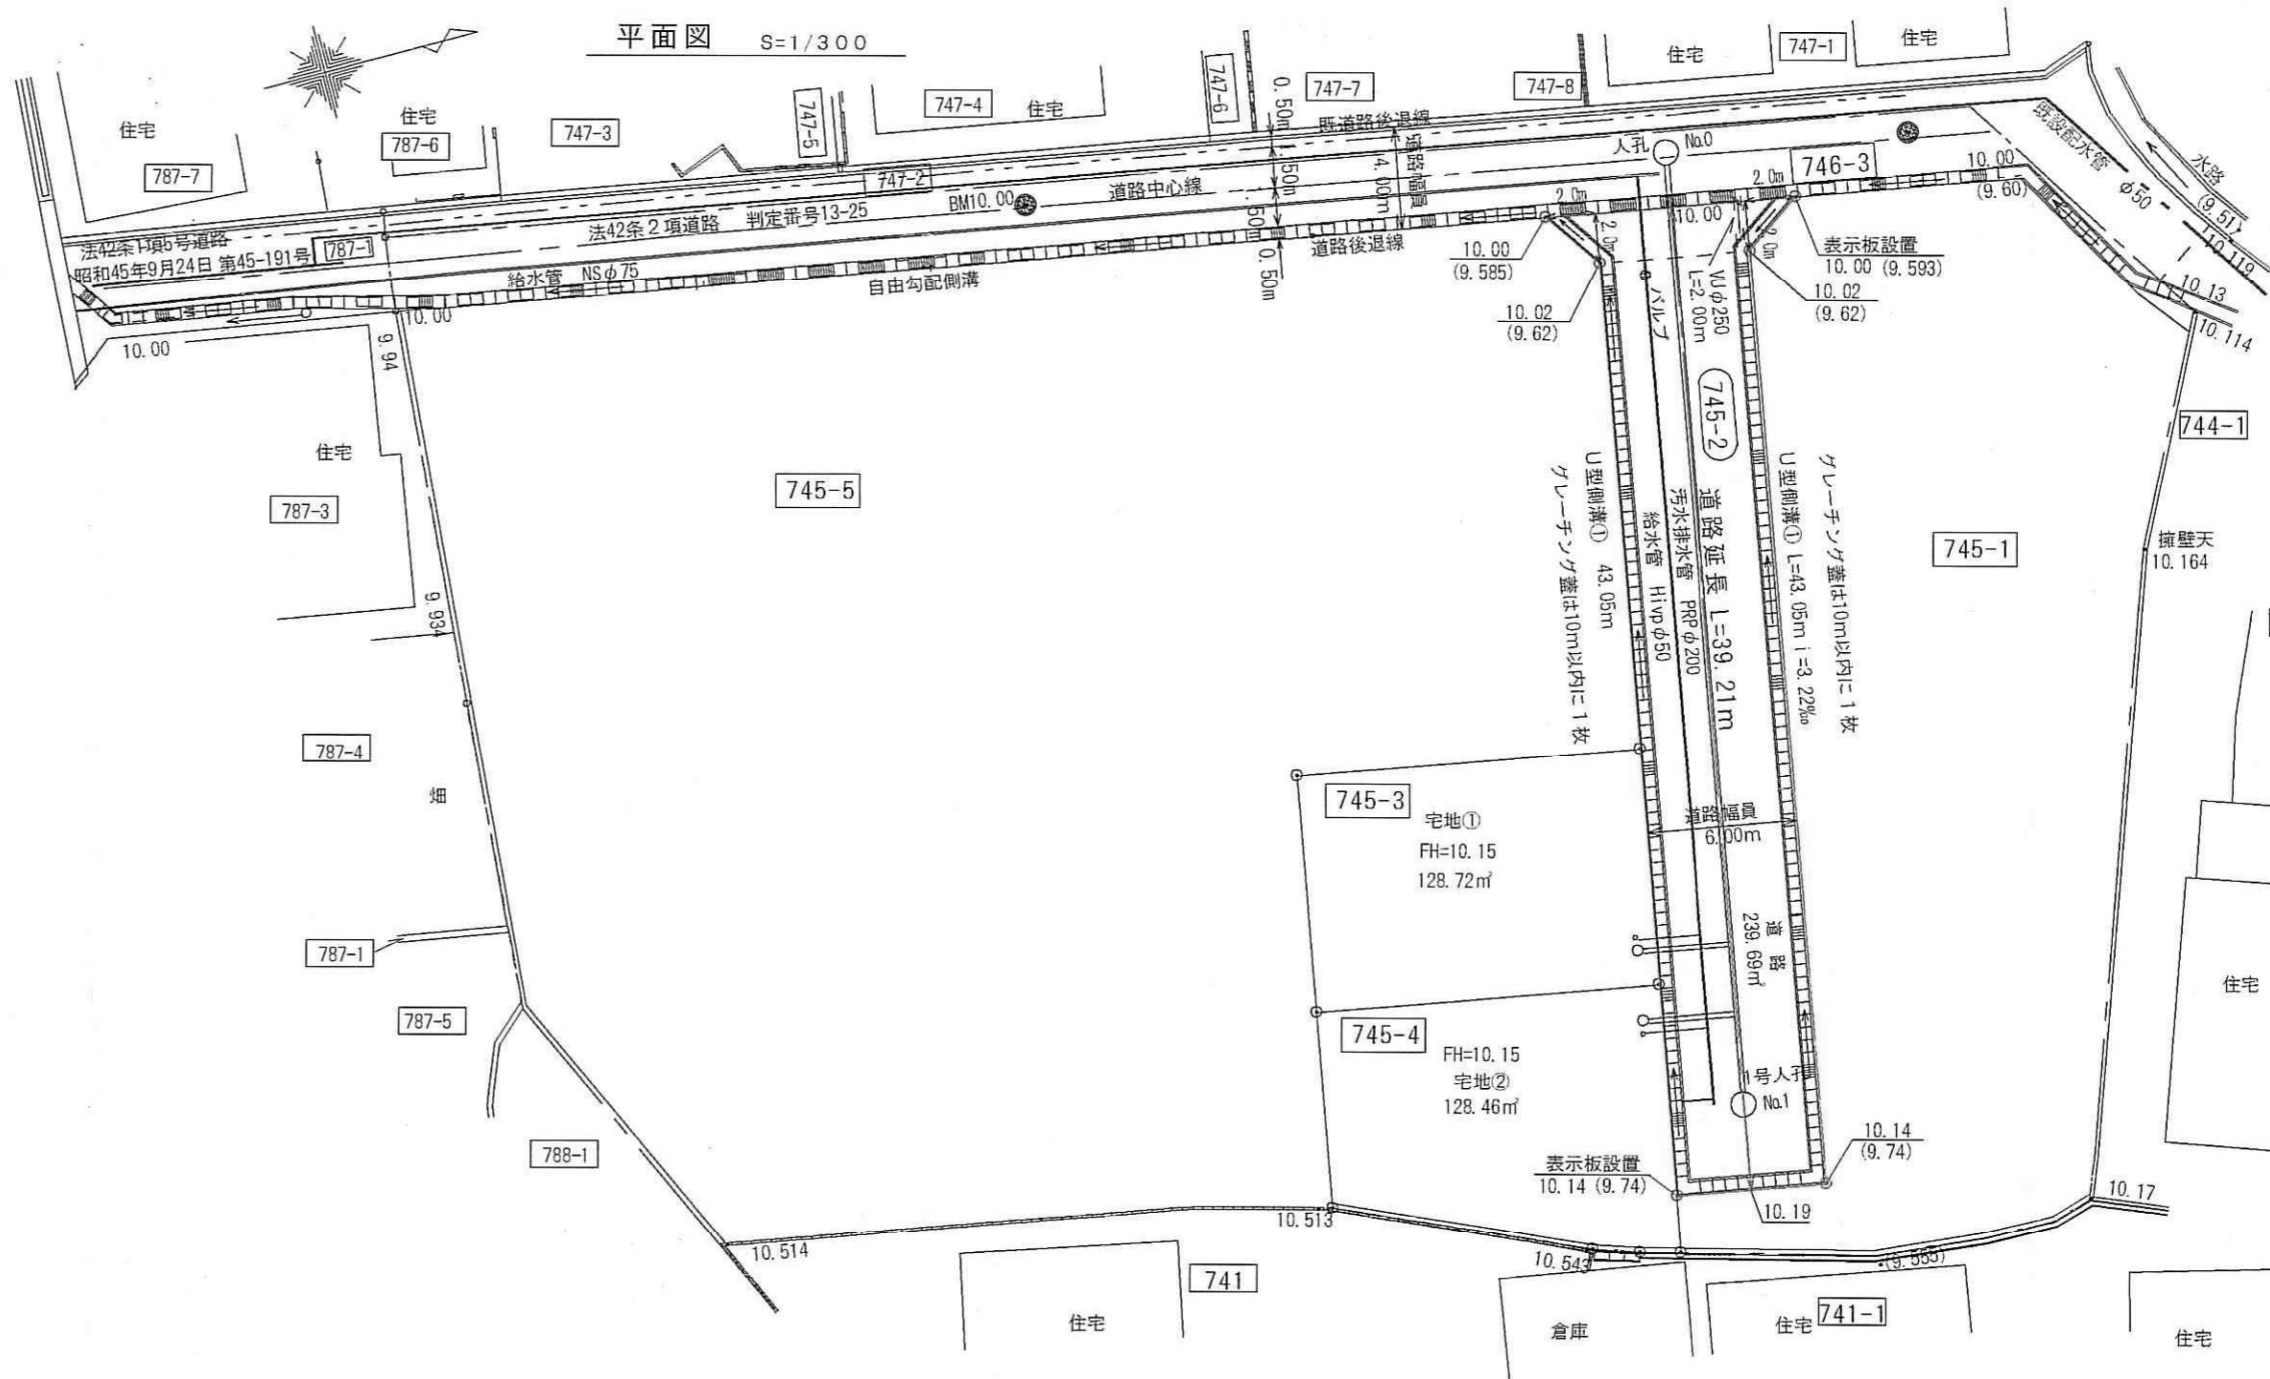 平面図 S=1/300
住宅
787-7
住宅
787-6
747-3
747-5
747-4
住宅
747-6
747-7
747-8
住宅
747-1
住宅
0.50m
1.50m
1.50m
0.50m
既道路後退線
道路幅員
4.00m
人孔 No.0
746-3
2.0m
10.00
(9.60)
既設配水管 φ50
水路
(9.51)
10.119
10.13
10.114
747-2
BM10.00
道路中心線
法42条1項5号道路
昭和45年9月24日 第45-191号
787-1
法42条2項道路 判定番号13-25
給水管 NSφ75
自由勾配側溝
道路後退線
10.00
10.00
9.94
2.0m
2.0m
10.00
10.00
(9.585)
10.02
(9.62)
バルブ
VUφ250
L=2.00m
2.0m
表示板設置
10.00 (9.593)
10.02
(9.62)
住宅
787-3
9.934
745-5
745-2
745-1
744-1
擁壁天
10.164
グレーチング蓋は10m以内に1枚
U型側溝① 43.05m
給水管 Hivpφ50
汚水排水管 PRPφ200
道路延長 L=39.21m
U型側溝① L=43.05m i=3.22‰
グレーチング蓋は10m以内に1枚
787-4
畑
745-3
宅地①
FH=10.15
128.72㎡
道路幅員
6.00m
道路
239.69㎡
787-1
787-5
745-4
FH=10.15
宅地②
128.46㎡
住宅
1号人孔
No.1
788-1
表示板設置
10.14 (9.74)
10.14
(9.74)
10.19
10.17
10.514
10.513
10.543
(9.555)
741
住宅
倉庫
住宅
741-1
住宅